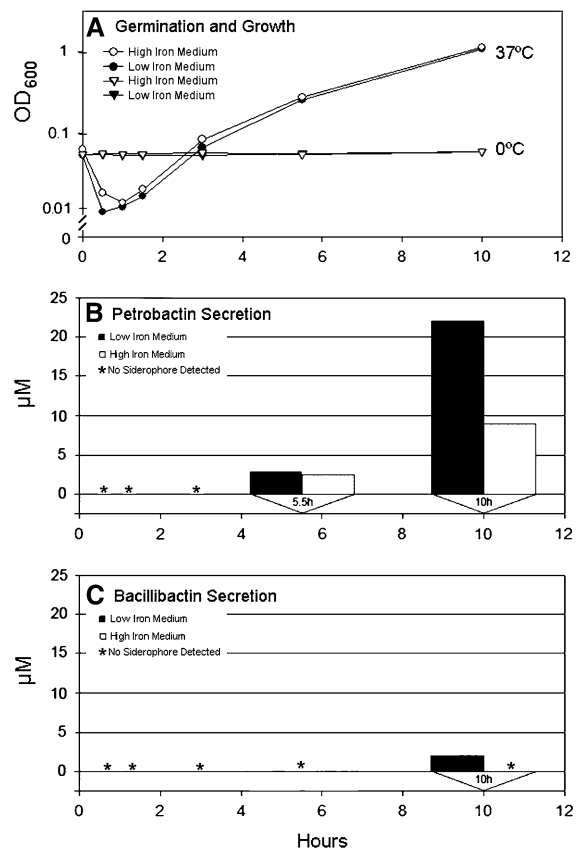 A Germination and Growth
High Iron Medium
Low Iron Medium
High Iron Medium
Low Iron Medium
37ºC
0ºC
OD600
1
0.1
0.01
0
0 2 4 6 8 10 12
B Petrobactin Secretion
Low Iron Medium
High Iron Medium
* No Siderophore Detected
µM
25
20
15
10
5
0
* * *
5.5h
10h
0 2 4 6 8 10 12
C Bacillibactin Secretion
Low Iron Medium
High Iron Medium
* No Siderophore Detected
µM
25
20
15
10
5
0
* * * * *
10h
0 2 4 6 8 10 12
Hours